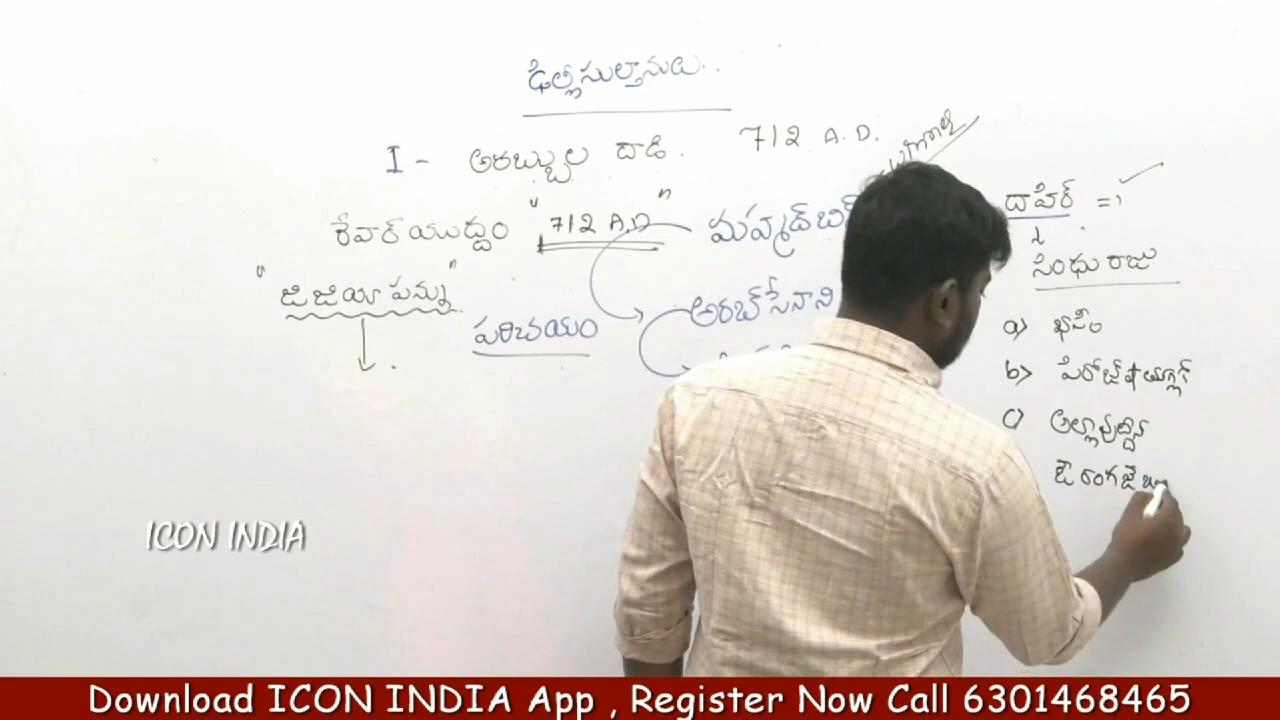 ఢిల్లీసుల్తానులు..
I - అరబ్బుల దాడి. 712 A.D.
రేవార్ యుద్ధం "712 A.D" మహ్మద్ బిన్
దాహిర్ =
సింధురాజు
"జిజియా పన్ను"
పరిచయం
అరబ్ సేనాని
a) ఖాసిం
b) పిరోజ్ షా తుగ్లక్
c) అల్లావుద్దీన్
ఔరంగజేబు
ICON INDIA
Download ICON INDIA App , Register Now Call 6301468465